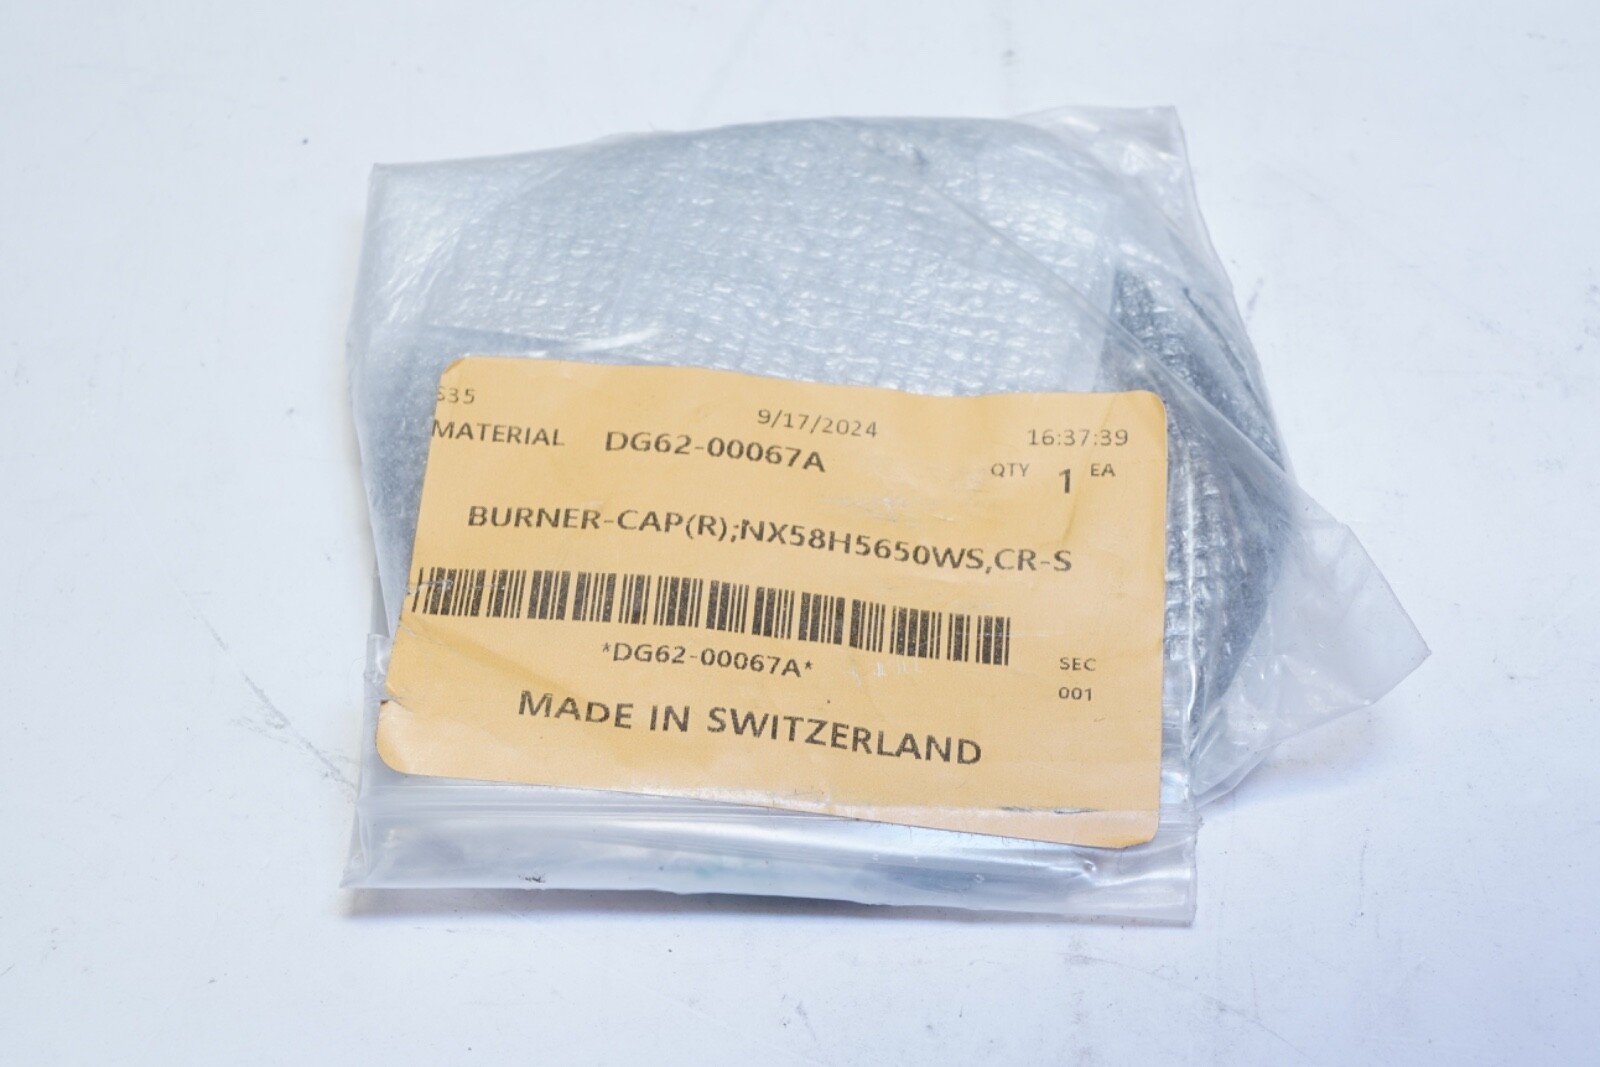 S35
9/17/2024
16:37:39
MATERIAL DG62-00067A
QTY 1 EA
BURNER-CAP(R);NX58H5650WS,CR-S
*DG62-00067A*
SEC
001
MADE IN SWITZERLAND